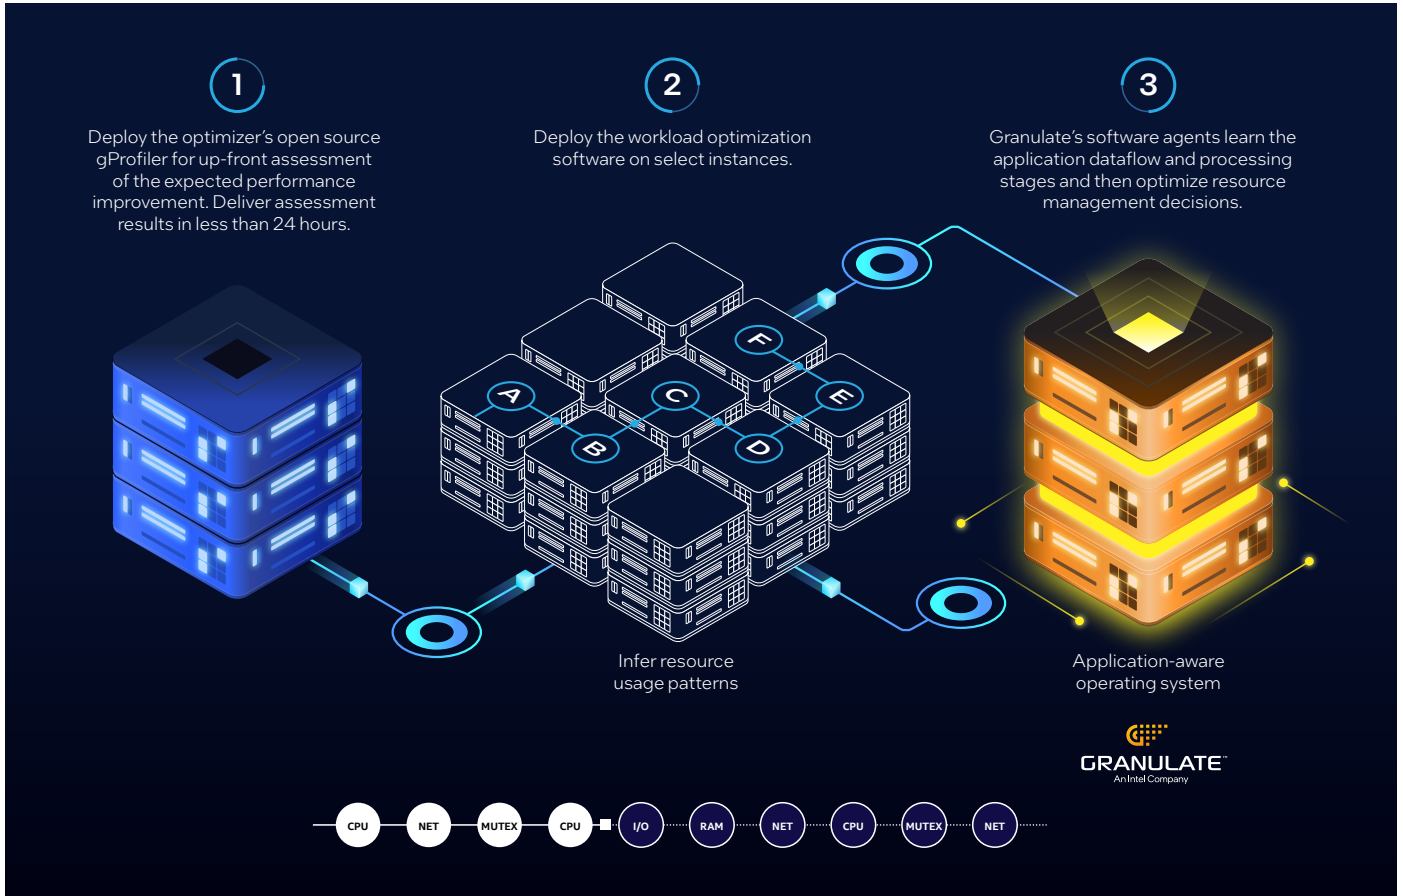 1
Deploy the optimizer's open source
gProfiler for up-front assessment
of the expected performance
improvement. Deliver assessment
results in less than 24 hours.
2
Deploy the workload optimization
software on select instances.
3
Granulate's software agents learn the
application dataflow and processing
stages and then optimize resource
management decisions.
F
A
C
E
B
D
Infer resource
usage patterns
Application-aware
operating system
GRANULATE™
An Intel Company
CPU NET MUTEX CPU I/O RAM NET CPU MUTEX NET